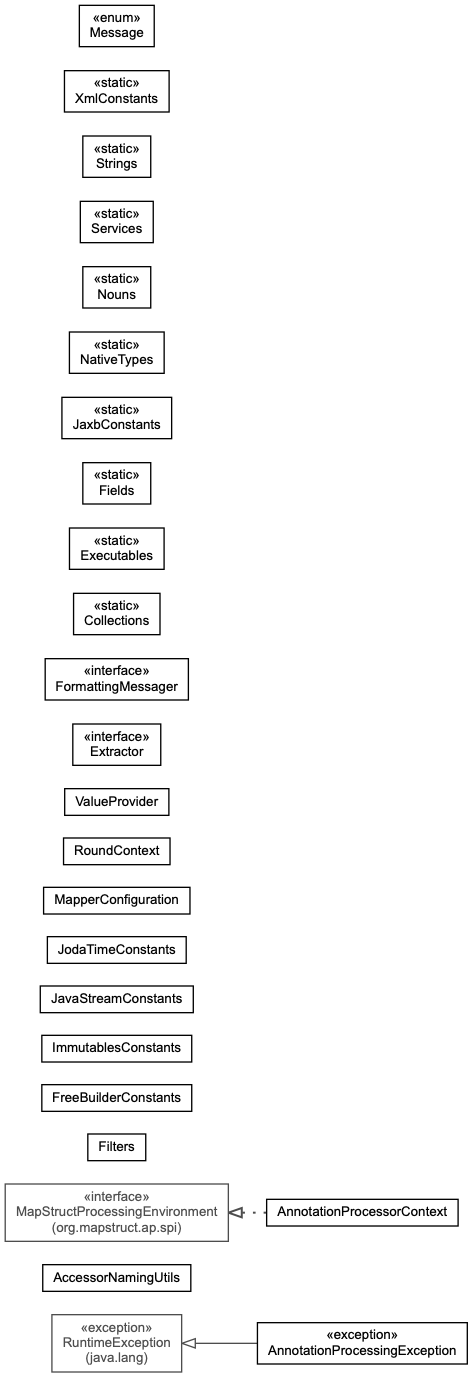 «enum»
Message
«static»
XmlConstants
«static»
Strings
«static»
Services
«static»
Nouns
«static»
NativeTypes
«static»
JaxbConstants
«static»
Fields
«static»
Executables
«static»
Collections
«interface»
FormattingMessager
«interface»
Extractor
ValueProvider
RoundContext
MapperConfiguration
JodaTimeConstants
JavaStreamConstants
ImmutablesConstants
FreeBuilderConstants
Filters
«interface»
MapStructProcessingEnvironment
(org.mapstruct.ap.spi)
AnnotationProcessorContext
AccessorNamingUtils
«exception»
RuntimeException
(java.lang)
«exception»
AnnotationProcessingException